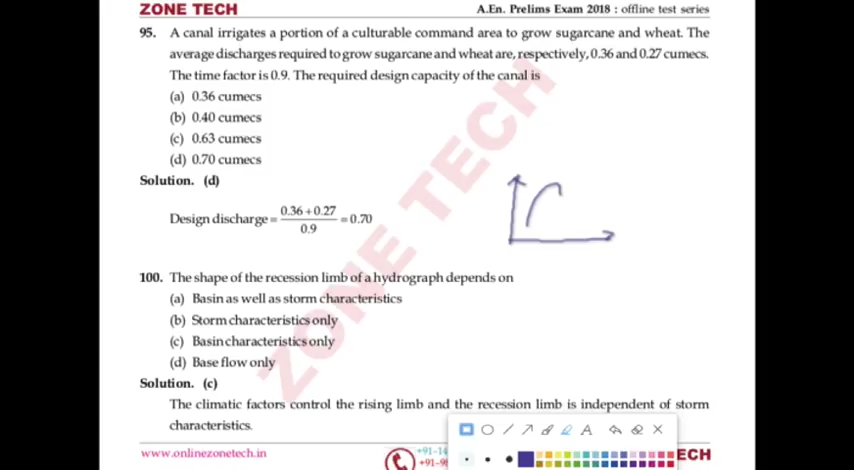 ZONE TECH
A.En. Prelims Exam 2018 : offline test series
95. A canal irrigates a portion of a culturable command area to grow sugarcane and wheat. The
average discharges required to grow sugarcane and wheat are, respectively, 0.36 and 0.27 cumecs.
The time factor is 0.9. The required design capacity of the canal is
(a) 0.36 cumecs
(b) 0.40 cumecs
(c) 0.63 cumecs
(d) 0.70 cumecs
Solution. (d)
Design discharge = 0.36 + 0.27 / 0.9 = 0.70
100. The shape of the recession limb of a hydrograph depends on
(a) Basin as well as storm characteristics
(b) Storm characteristics only
(c) Basin characteristics only
(d) Base flow only
Solution. (c)
The climatic factors control the rising limb and the recession limb is independent of storm
characteristics.
www.onlinezonetech.in
ZONE TECH